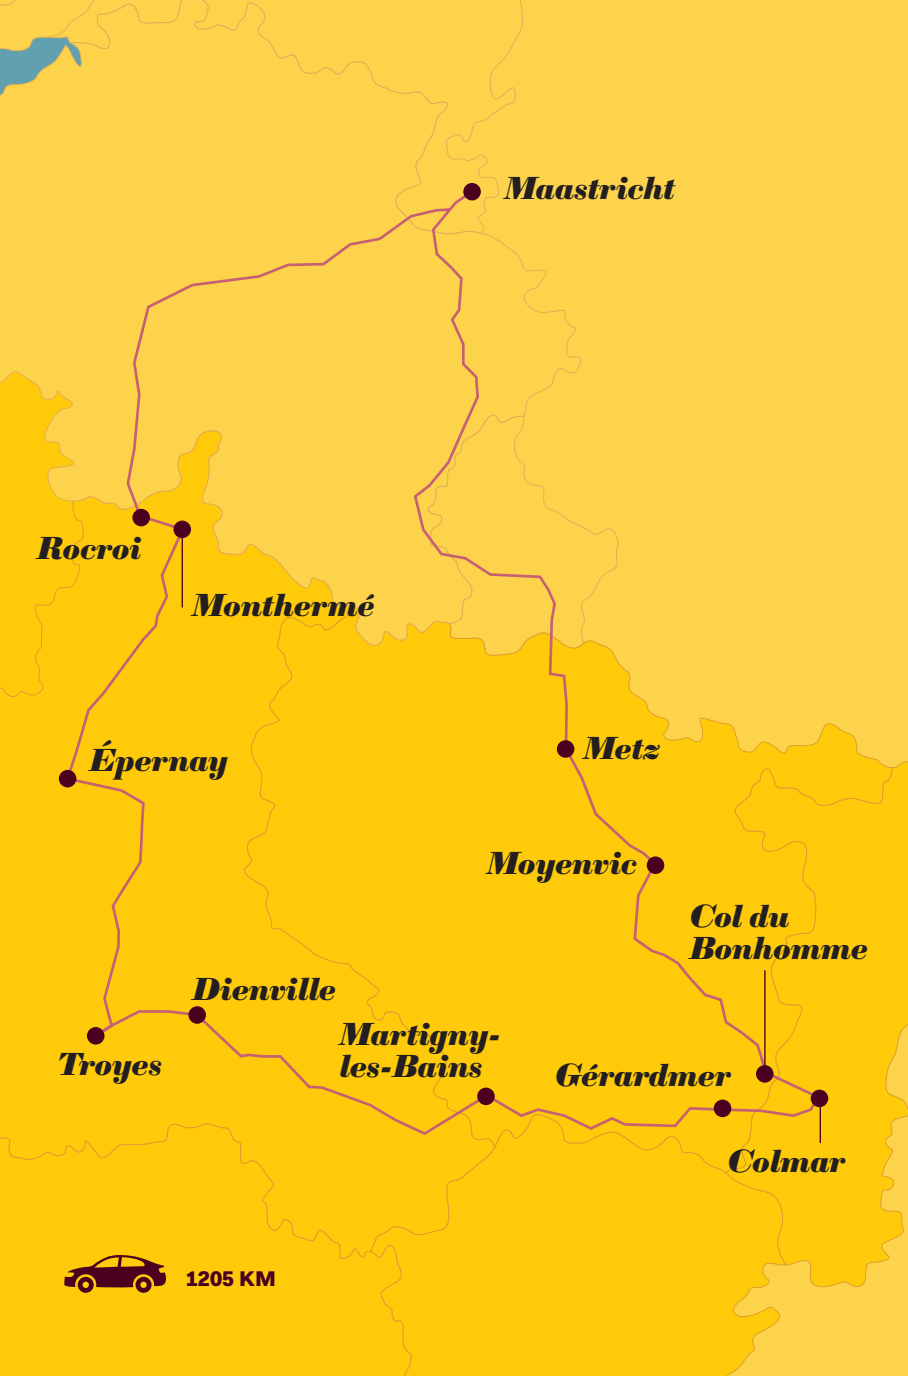 Maastricht
Rocroi
Monthermé
Épernay
Metz
Moyenvic
Col du
Bonhomme
Dienville
Martigny-
les-Bains
Troyes
Gérardmer
Colmar
1205 KM